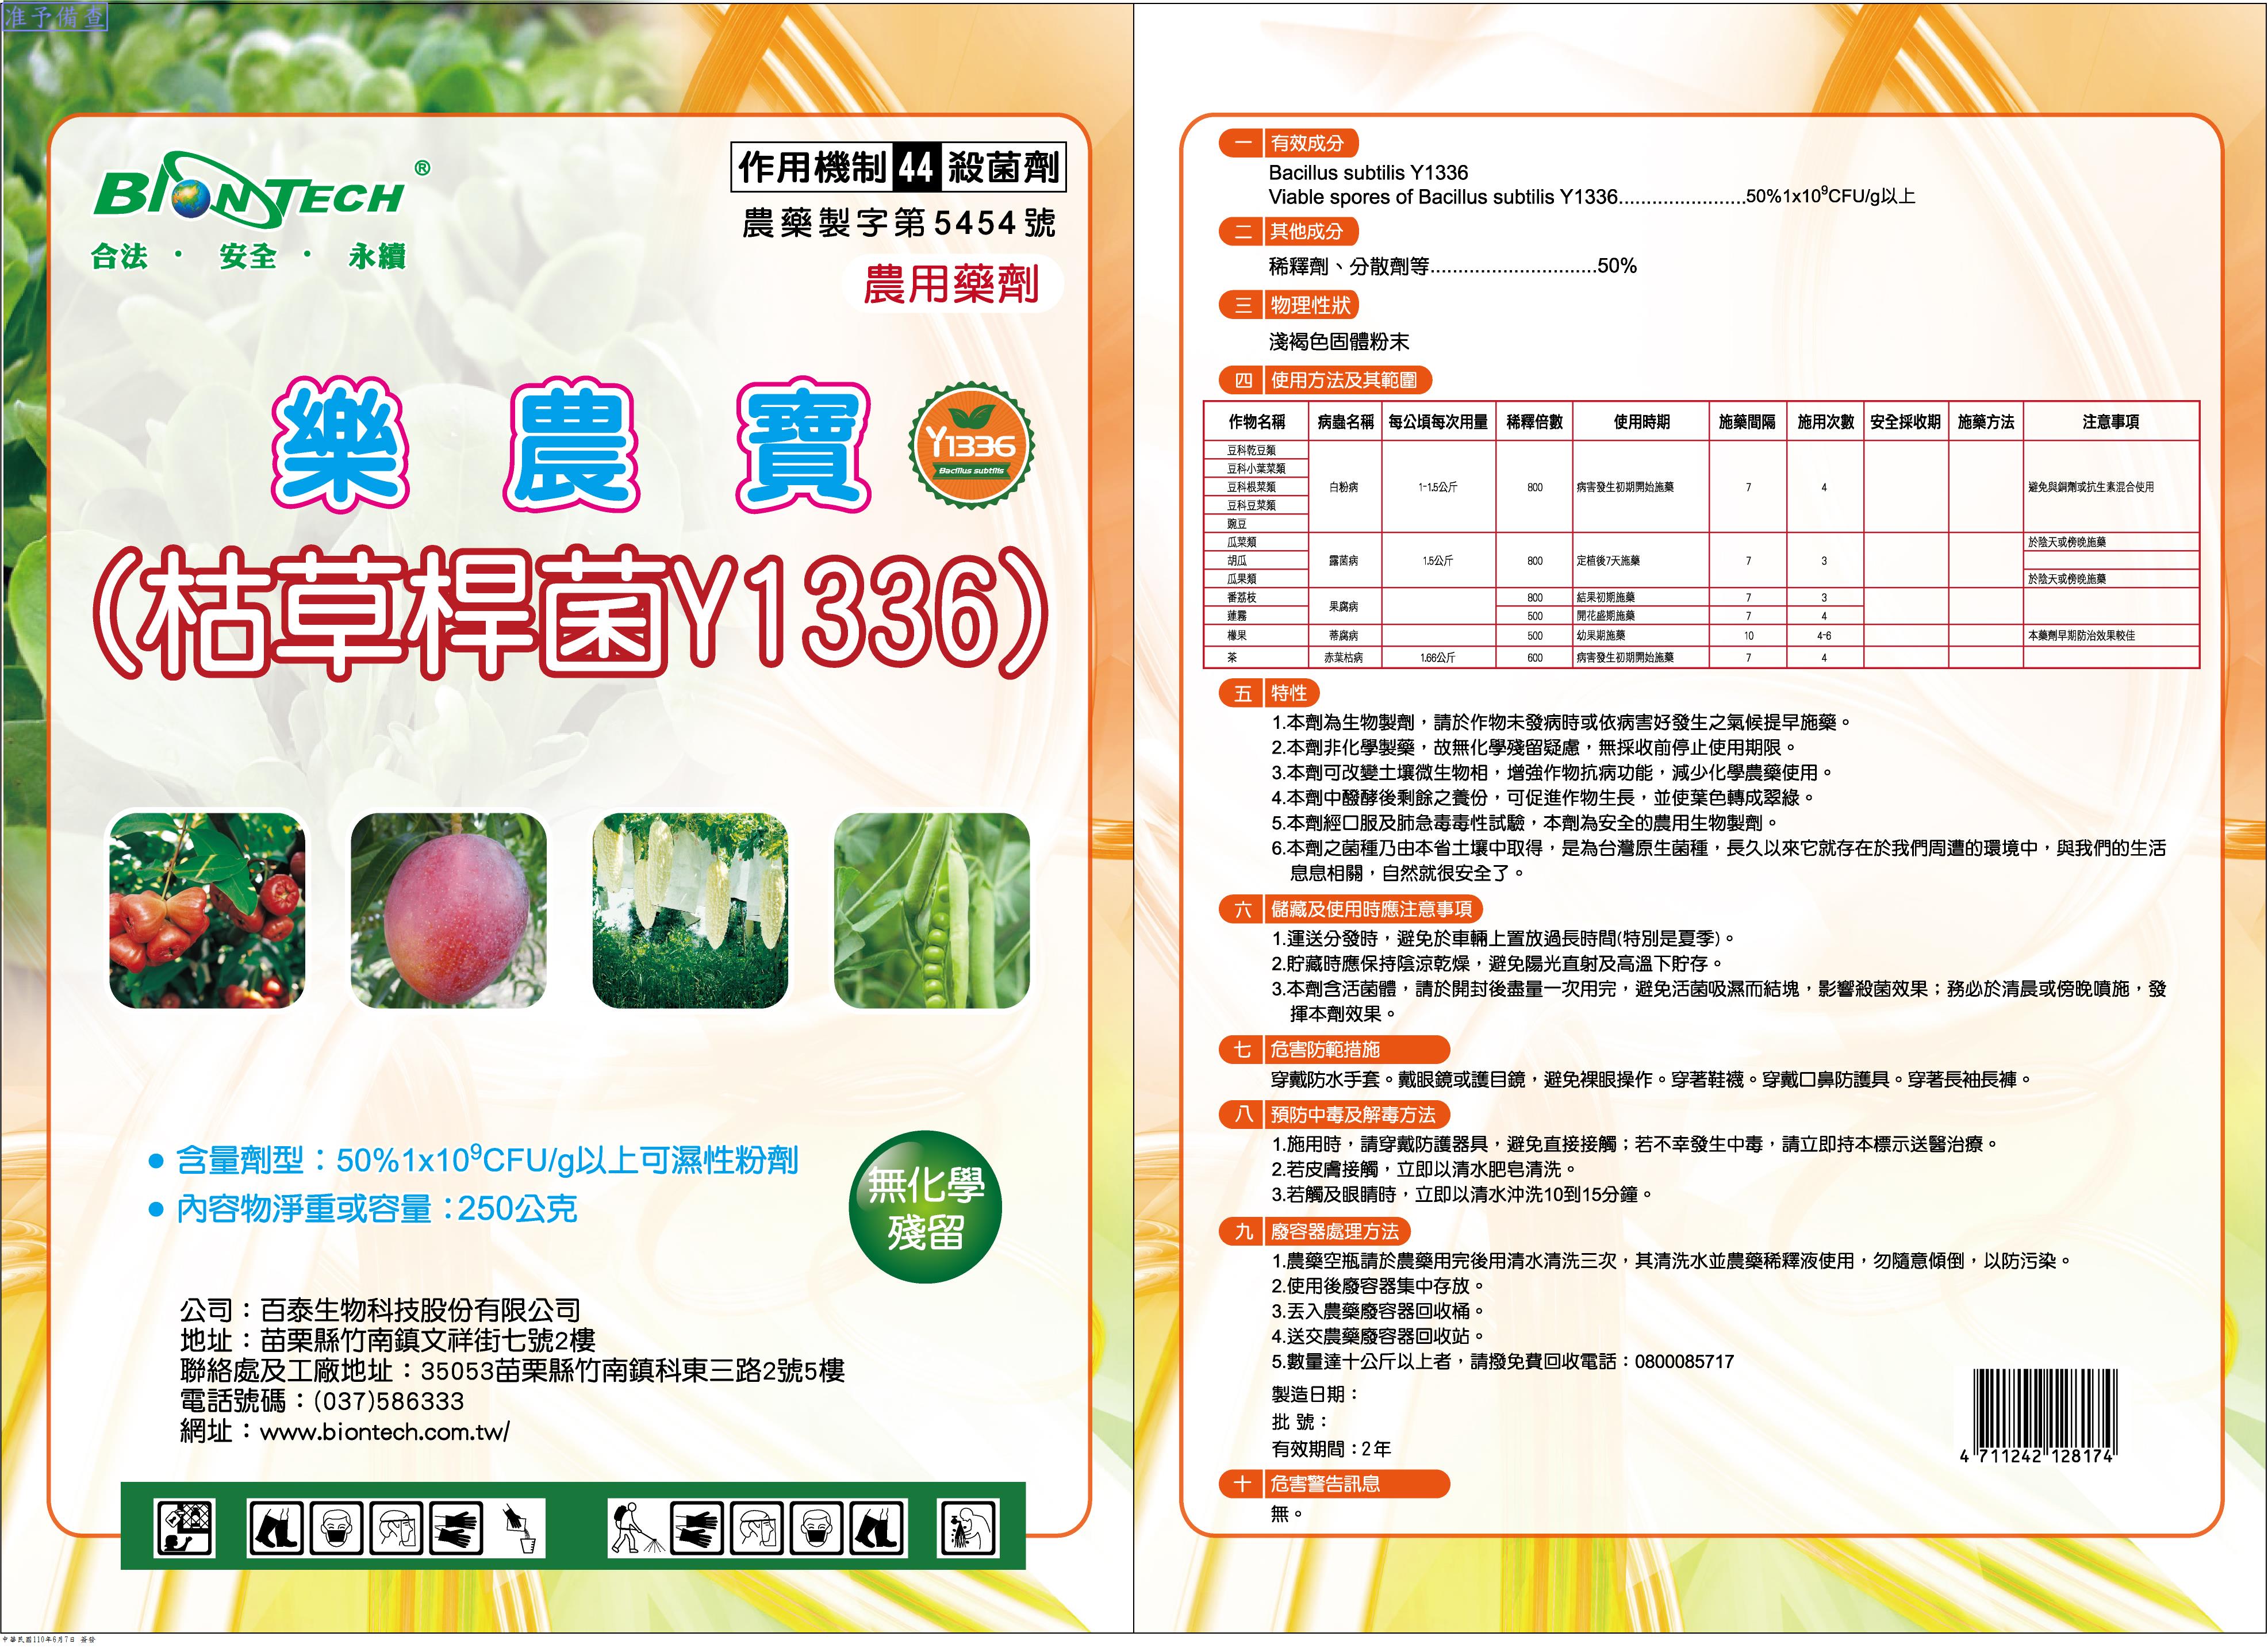 准予備查
BIONTECH ®
合法 · 安全 · 永續
作用機制 44 殺菌劑
農藥製字第5454號
農用藥劑
樂農寶
Y1336
Bacillus subtilis
(枯草桿菌Y1336)
● 含量劑型：50%1x10⁹CFU/g以上可濕性粉劑
● 內容物淨重或容量：250公克
無化學
殘留
公司：百泰生物科技股份有限公司
地址：苗栗縣竹南鎮文祥街七號2樓
聯絡處及工廠地址：35053苗栗縣竹南鎮科東三路2號5樓
電話號碼：(037)586333
網址：www.biontech.com.tw/
中華民國110年6月7日 簽發
一 有效成分
Bacillus subtilis Y1336
Viable spores of Bacillus subtilis Y1336.......................50%1x10⁹CFU/g以上
二 其他成分
稀釋劑、分散劑等..............................50%
三 物理性狀
淺褐色固體粉末
四 使用方法及其範圍
作物名稱 病蟲名稱 每公頃每次用量 稀釋倍數 使用時期 施藥間隔 施用次數 安全採收期 施藥方法 注意事項
豆科乾豆類
豆科小葉菜類
豆科根菜類 白粉病 1-1.5公斤 800 病害發生初期開始施藥 7 4 避免與銅劑或抗生素混合使用
豆科豆菜類
豌豆
瓜菜類 於陰天或傍晚施藥
胡瓜 露菌病 1.5公斤 800 定植後7天施藥 7 3
瓜果類 於陰天或傍晚施藥
番荔枝 果腐病 800 結果初期施藥 7 3
蓮霧 500 開花盛期施藥 7 4
檬果 蒂腐病 500 幼果期施藥 10 4-6 本藥劑早期防治效果較佳
茶 赤葉枯病 1.66公斤 600 病害發生初期開始施藥 7 4
五 特性
1.本劑為生物製劑，請於作物未發病時或依病害好發生之氣候提早施藥。
2.本劑非化學製藥，故無化學殘留疑慮，無採收前停止使用期限。
3.本劑可改變土壤微生物相，增強作物抗病功能，減少化學農藥使用。
4.本劑中醱酵後剩餘之養份，可促進作物生長，並使葉色轉成翠綠。
5.本劑經口服及肺急毒毒性試驗，本劑為安全的農用生物製劑。
6.本劑之菌種乃由本省土壤中取得，是為台灣原生菌種，長久以來它就存在於我們周遭的環境中，與我們的生活
息息相關，自然就很安全了。
六 儲藏及使用時應注意事項
1.運送分發時，避免於車輛上置放過長時間(特別是夏季)。
2.貯藏時應保持陰涼乾燥，避免陽光直射及高溫下貯存。
3.本劑含活菌體，請於開封後盡量一次用完，避免活菌吸濕而結塊，影響殺菌效果；務必於清晨或傍晚噴施，發
揮本劑效果。
七 危害防範措施
穿戴防水手套。戴眼鏡或護目鏡，避免裸眼操作。穿著鞋襪。穿戴口鼻防護具。穿著長袖長褲。
八 預防中毒及解毒方法
1.施用時，請穿戴防護器具，避免直接接觸；若不幸發生中毒，請立即持本標示送醫治療。
2.若皮膚接觸，立即以清水肥皂清洗。
3.若觸及眼睛時，立即以清水沖洗10到15分鐘。
九 廢容器處理方法
1.農藥空瓶請於農藥用完後用清水清洗三次，其清洗水並農藥稀釋液使用，勿隨意傾倒，以防污染。
2.使用後廢容器集中存放。
3.丟入農藥廢容器回收桶。
4.送交農藥廢容器回收站。
5.數量達十公斤以上者，請撥免費回收電話：0800085717
製造日期：
批 號：
有效期間：2年
4 711242 128174
十 危害警告訊息
無。